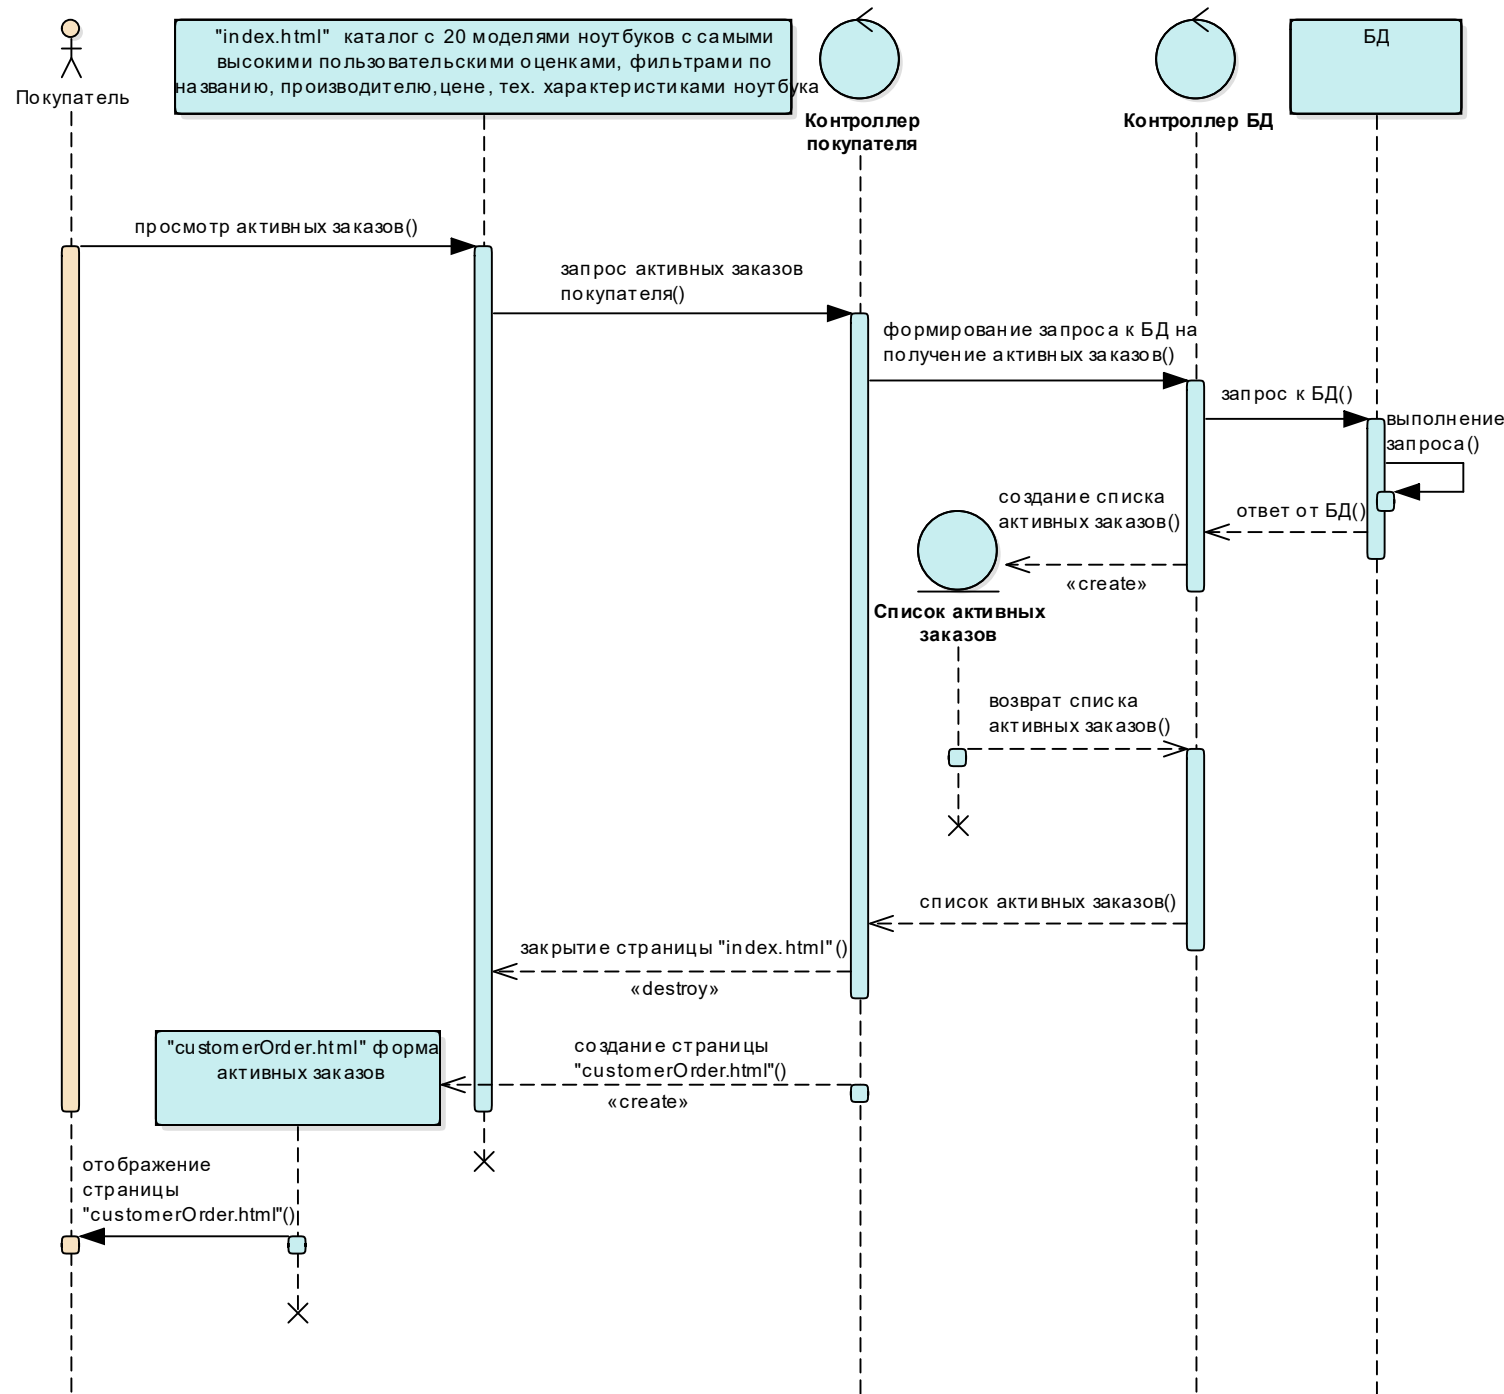 "index.html" каталог с 20 моделями ноутбуков с самыми
высокими пользовательскими оценками, фильтрами по
названию, производителю,цене, тех. характеристиками ноутбука
БД
Покупатель
Контроллер
покупателя
Контроллер БД
просмотр активных заказов()
запрос активных заказов
покупателя()
формирование запроса к БД на
получение активных заказов()
запрос к БД()
выполнение
запроса()
создание списка
активных заказов()
ответ от БД()
«create»
Список активных
заказов
возврат списка
активных заказов()
список активных заказов()
закрытие страницы "index.html"()
«destroy»
"customerOrder.html" форма
активных заказов
создание страницы
"customerOrder.html"()
«create»
отображение
страницы
"customerOrder.html"()